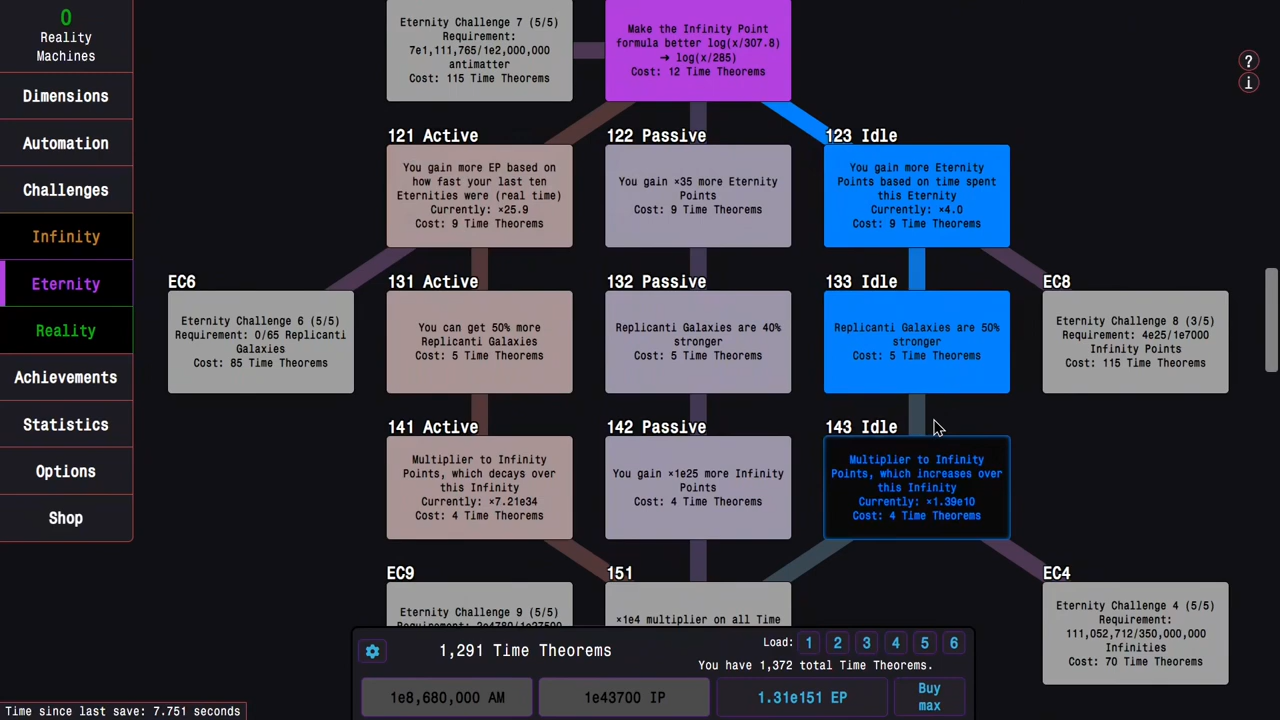 0
Reality
Machines
Dimensions
Automation
Challenges
Infinity
Eternity
Reality
Achievements
Statistics
Options
Shop
Time since last save: 7.751 seconds
Eternity Challenge 7 (5/5)
Requirement:
7e1,111,765/1e2,000,000
antimatter
Cost: 115 Time Theorems
Make the Infinity Point
formula better log(x/307.8)
➜ log(x/285)
Cost: 12 Time Theorems
?
i
121 Active
You gain more EP based on
how fast your last ten
Eternities were (real time)
Currently: ×25.9
Cost: 9 Time Theorems
122 Passive
You gain ×35 more Eternity
Points
Cost: 9 Time Theorems
123 Idle
You gain more Eternity
Points based on time spent
this Eternity
Currently: ×4.0
Cost: 9 Time Theorems
EC6
Eternity Challenge 6 (5/5)
Requirement: 0/65 Replicanti
Galaxies
Cost: 85 Time Theorems
131 Active
You can get 50% more
Replicanti Galaxies
Cost: 5 Time Theorems
132 Passive
Replicanti Galaxies are 40%
stronger
Cost: 5 Time Theorems
133 Idle
Replicanti Galaxies are 50%
stronger
Cost: 5 Time Theorems
EC8
Eternity Challenge 8 (3/5)
Requirement: 4e25/1e7000
Infinity Points
Cost: 115 Time Theorems
141 Active
Multiplier to Infinity
Points, which decays over
this Infinity
Currently: ×7.21e34
Cost: 4 Time Theorems
142 Passive
You gain ×1e25 more Infinity
Points
Cost: 4 Time Theorems
143 Idle
Multiplier to Infinity
Points, which increases over
this Infinity
Currently: ×1.39e10
Cost: 4 Time Theorems
EC9
Eternity Challenge 9 (5/5)
151
×1e4 multiplier on all Time
EC4
Eternity Challenge 4 (5/5)
Requirement:
111,052,712/350,000,000
Infinities
Cost: 70 Time Theorems
1,291 Time Theorems
Load: 1 2 3 4 5 6
You have 1,372 total Time Theorems.
1e8,680,000 AM
1e43700 IP
1.31e151 EP
Buy
max